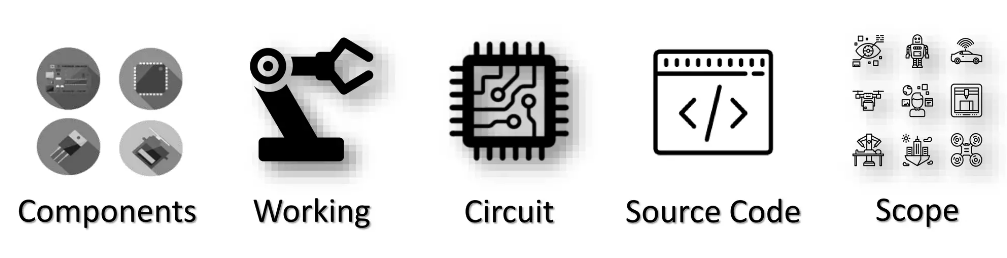 Components
Working
Circuit
Source Code
Scope